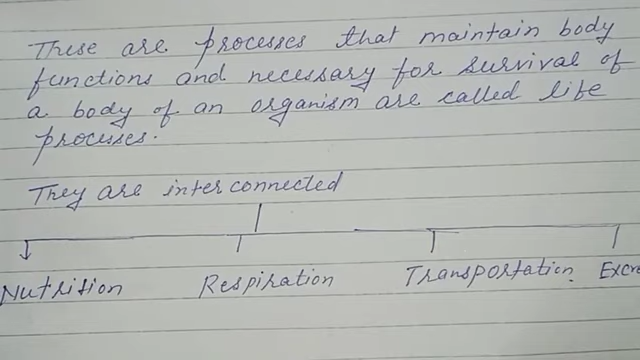 These are processes that maintain body
functions and necessary for survival of
a body of an organism are called life
processes.
They are interconnected
Nutrition Respiration Transportation. Excre